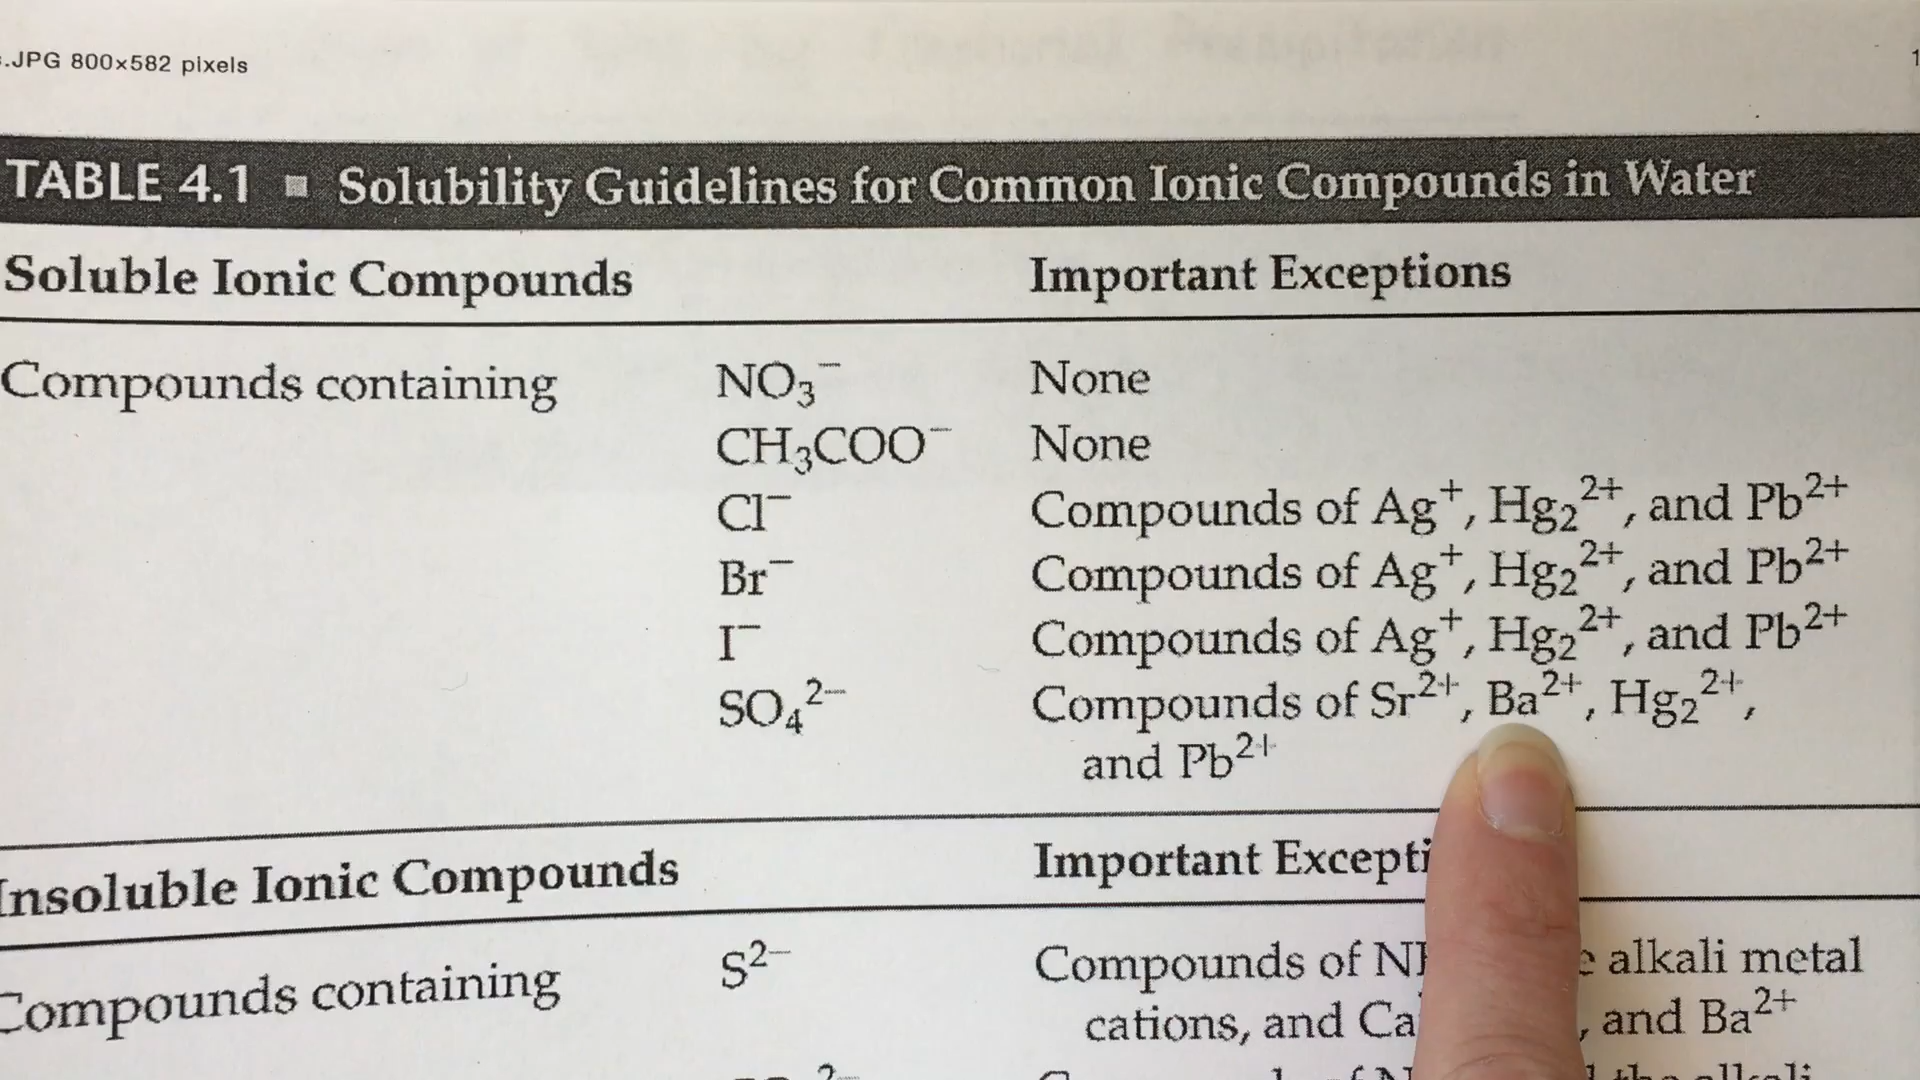 .JPG 800×582 pixels
1
TABLE 4.1 ▪ Solubility Guidelines for Common Ionic Compounds in Water
Soluble Ionic Compounds Important Exceptions
Compounds containing NO₃⁻ None
CH₃COO⁻ None
Cl⁻ Compounds of Ag⁺, Hg₂²⁺, and Pb²⁺
Br⁻ Compounds of Ag⁺, Hg₂²⁺, and Pb²⁺
I⁻ Compounds of Ag⁺, Hg₂²⁺, and Pb²⁺
SO₄²⁻ Compounds of Sr²⁺, Ba²⁺, Hg₂²⁺,
and Pb²⁺
Insoluble Ionic Compounds Important
Compounds containing S²⁻ Compounds of alkali metal
cations, and , and Ba²⁺